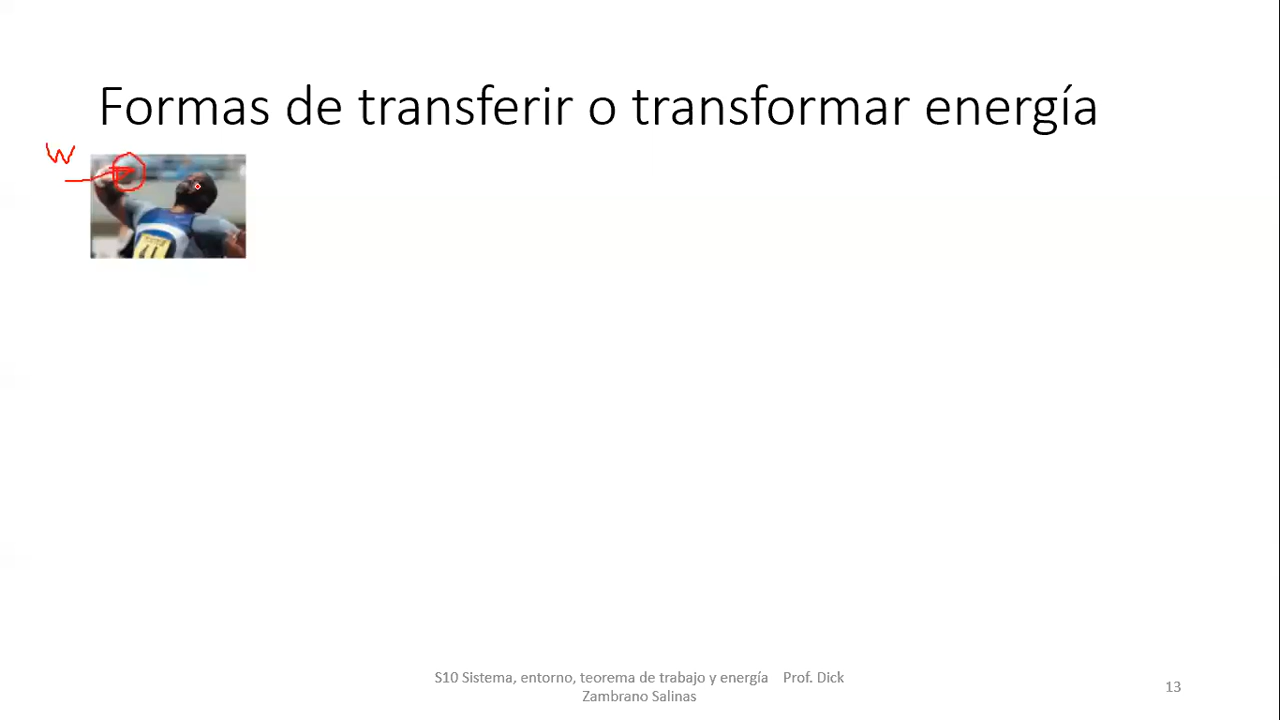 Formas de transferir o transformar energía
W
S10 Sistema, entorno, teorema de trabajo y energía Prof. Dick
Zambrano Salinas
13